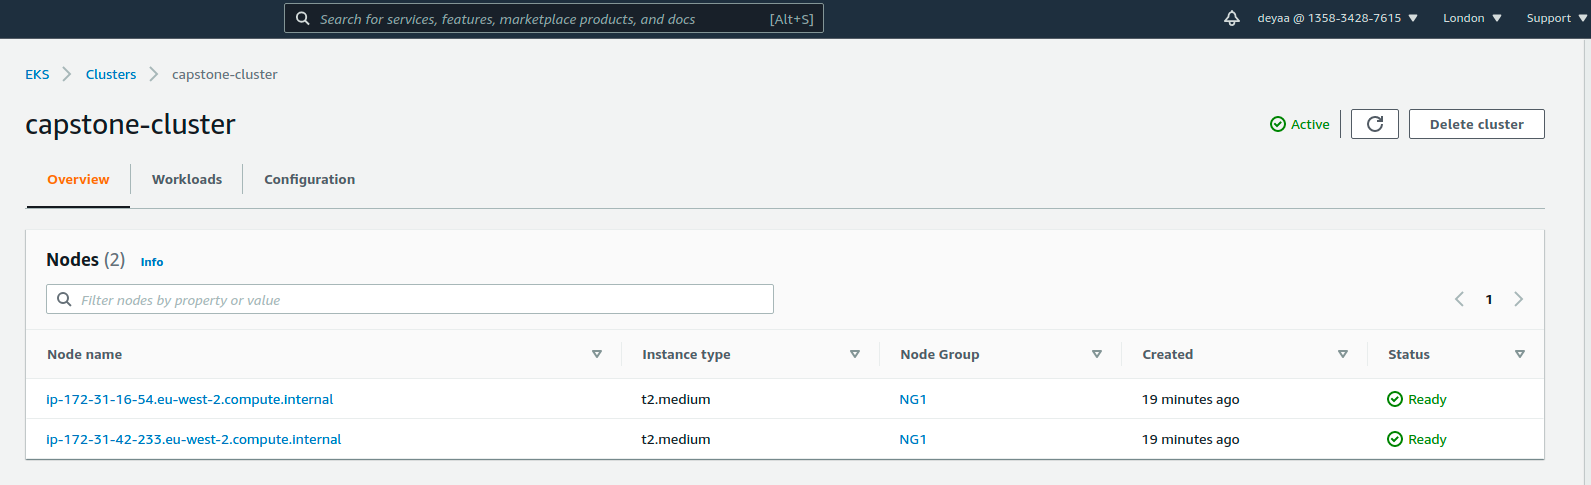 Search for services, features, marketplace products, and docs [Alt+S] deyaa @ 1358-3428-7615 London Support
EKS Clusters capstone-cluster
capstone-cluster Active Delete cluster
Overview Workloads Configuration
Nodes (2) Info
Filter nodes by property or value 1
Node name Instance type Node Group Created Status
ip-172-31-16-54.eu-west-2.compute.internal t2.medium NG1 19 minutes ago Ready
ip-172-31-42-233.eu-west-2.compute.internal t2.medium NG1 19 minutes ago Ready